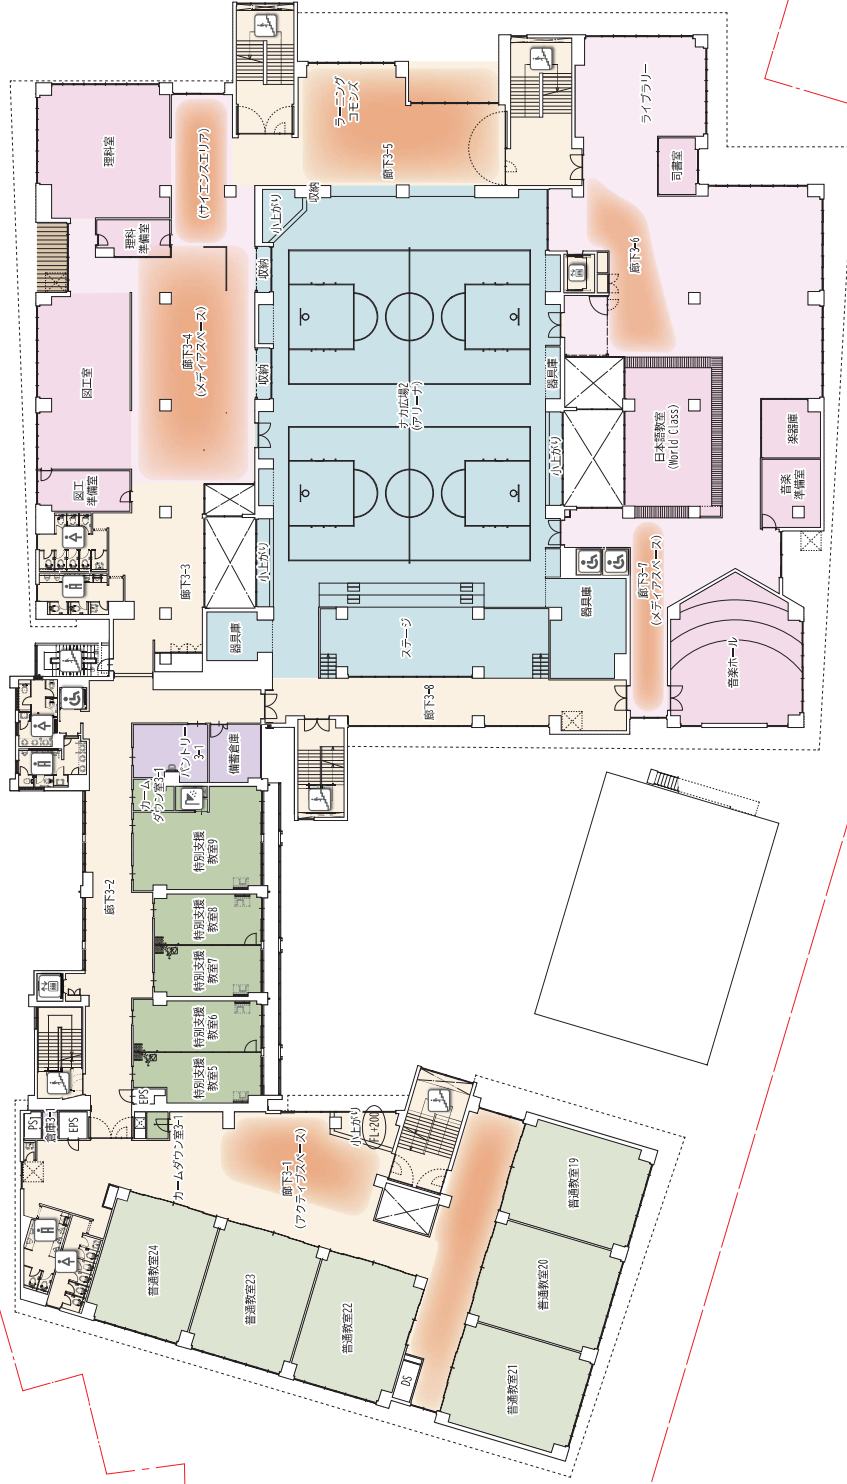 ラーニング
コモンズ
ライブラリー
理科室
(サイエンスエリア)
廊下3-5
司書室
収納
小上がり
理科
準備室
収納
廊下3-6
廊下3-4
(メディアスペース)
図工室
収納
器具庫
ナカ広場2
(アリーナ)
日本語教室
(World Class)
楽器庫
小上がり
図工
準備室
音楽
準備室
廊下3-3
小上がり
廊下3-7
(メディアスペース)
器具庫
器具庫
ステージ
音楽ホール
廊下3-8
パントリー
3-1
備蓄倉庫
カーム
ダウン室3-1
特別支援
教室9
廊下3-2
特別支援
教室8
特別支援
教室7
特別支援
教室6
特別支援
教室5
EPS
PS
倉庫3-1
EPS
カームダウン室3-1
小上がり
FL+200
廊下3-1
(アクティブスペース)
普通教室19
普通教室24
普通教室20
普通教室23
普通教室22
DS
普通教室21